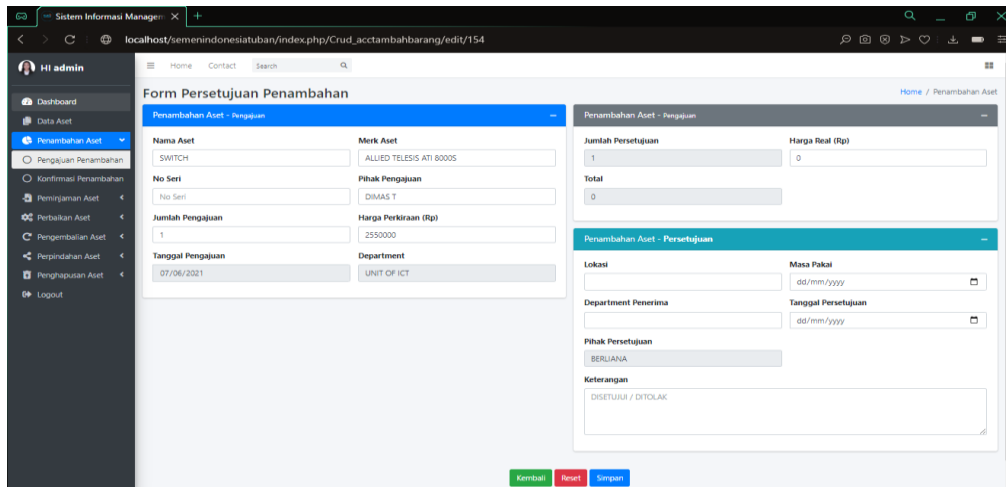 Sistem Informasi Managem
localhost/semenindonesiatuban/index.php/Crud_acctambahbarang/edit/154
HI admin
Home Contact Search
Dashboard
Data Aset
Penambahan Aset
Pengajuan Penambahan
Konfirmasi Penambahan
Peminjaman Aset
Perbaikan Aset
Pengembalian Aset
Perpindahan Aset
Penghapusan Aset
Logout
Form Persetujuan Penambahan
Home / Penambahan Aset
Penambahan Aset - Pengajuan
Nama Aset Merk Aset
SWITCH ALLIED TELESIS ATI 8000S
No Seri Pihak Pengajuan
No Seri DIMAS T
Jumlah Pengajuan Harga Perkiraan (Rp)
1 2550000
Tanggal Pengajuan Department
07/06/2021 UNIT OF ICT
Penambahan Aset - Pengajuan
Jumlah Persetujuan Harga Real (Rp)
1 0
Total
0
Penambahan Aset - Persetujuan
Lokasi Masa Pakai
dd/mm/yyyy
Department Penerima Tanggal Persetujuan
dd/mm/yyyy
Pihak Persetujuan
BERLIANA
Keterangan
DISETUJUI / DITOLAK
Kembali Reset Simpan